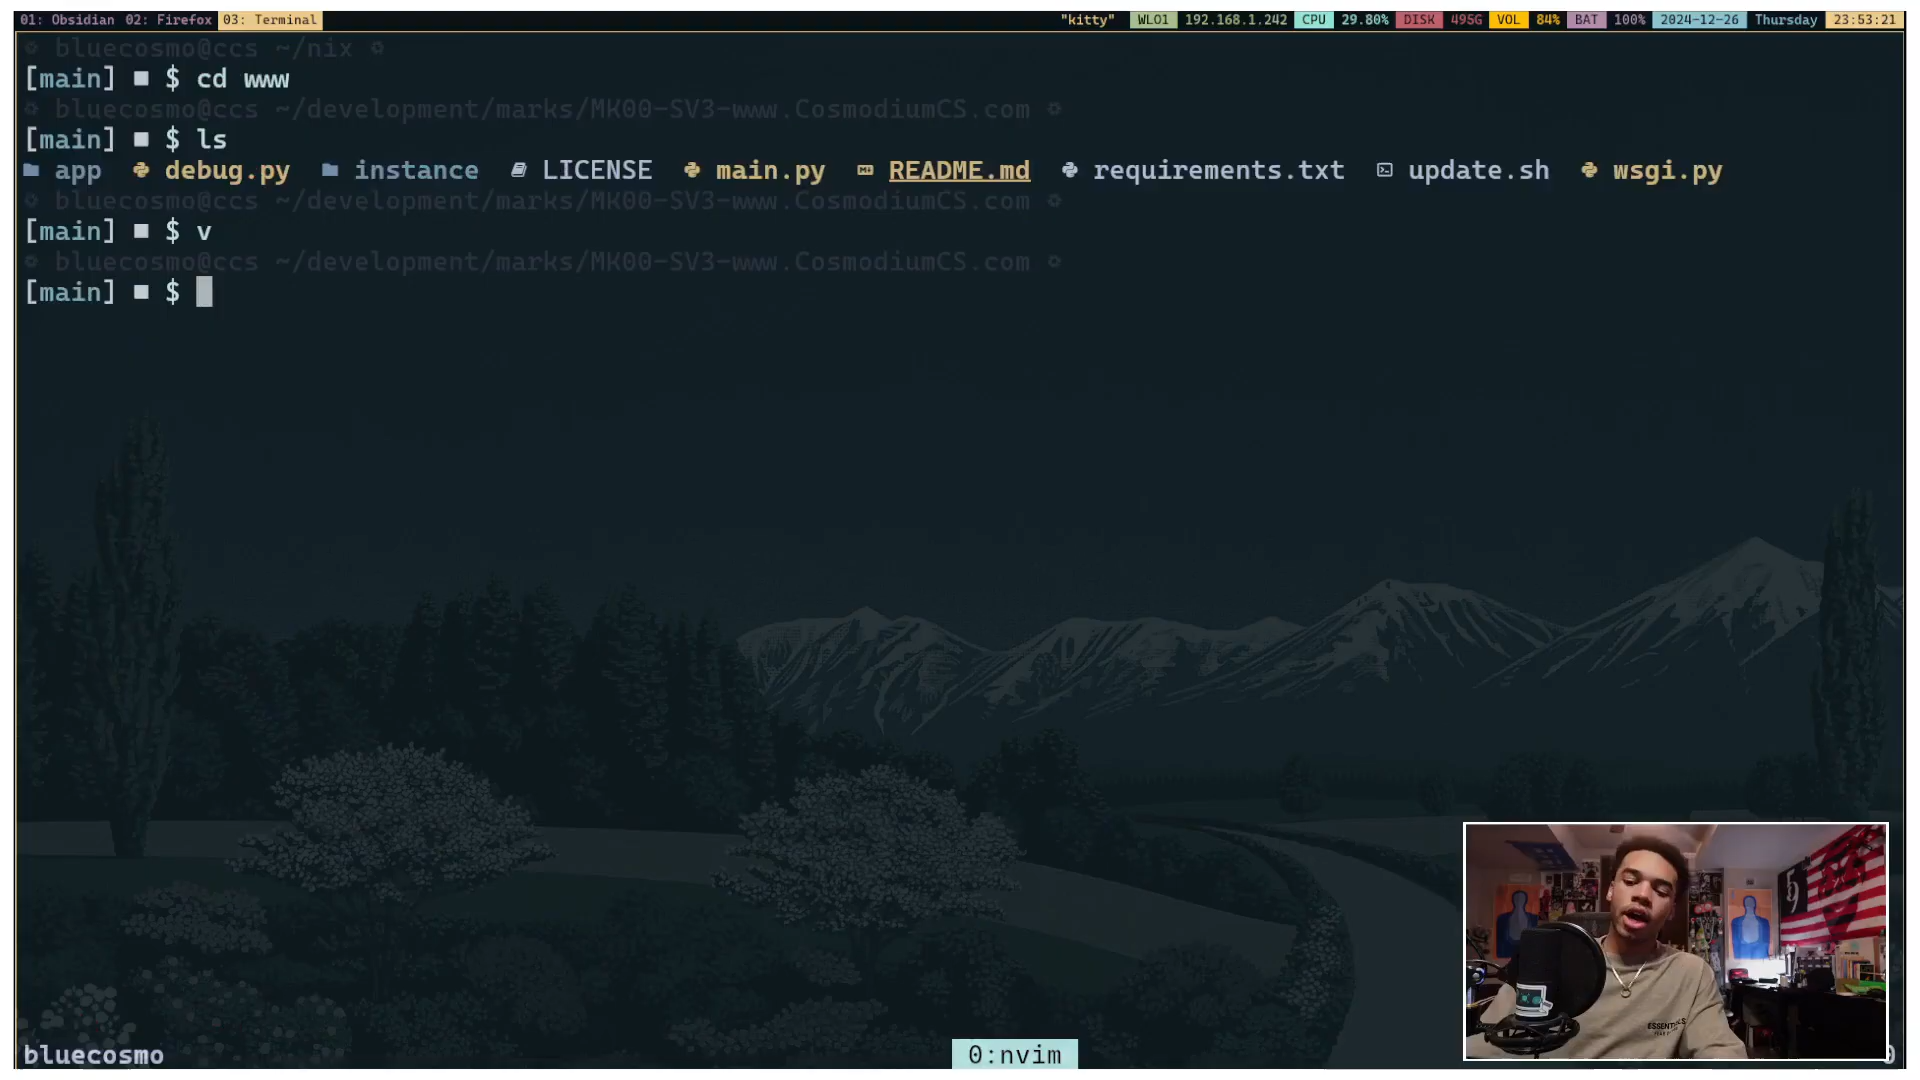 01: Obsidian 02: Firefox 03: Terminal "kitty" WLO1 192.168.1.242 CPU 29.80% DISK 495G VOL 84% BAT 100% 2024-12-26 Thursday 23:53:21
bluecosmo@ccs ~/nix
[main] ■ $ cd www
bluecosmo@ccs ~/development/marks/MK00-SV3-www.CosmodiumCS.com
[main] ■ $ ls
app debug.py instance LICENSE main.py README.md requirements.txt update.sh wsgi.py
bluecosmo@ccs ~/development/marks/MK00-SV3-www.CosmodiumCS.com
[main] ■ $ v
bluecosmo@ccs ~/development/marks/MK00-SV3-www.CosmodiumCS.com
[main] ■ $
ESSENTIALS
bluecosmo 0:nvim